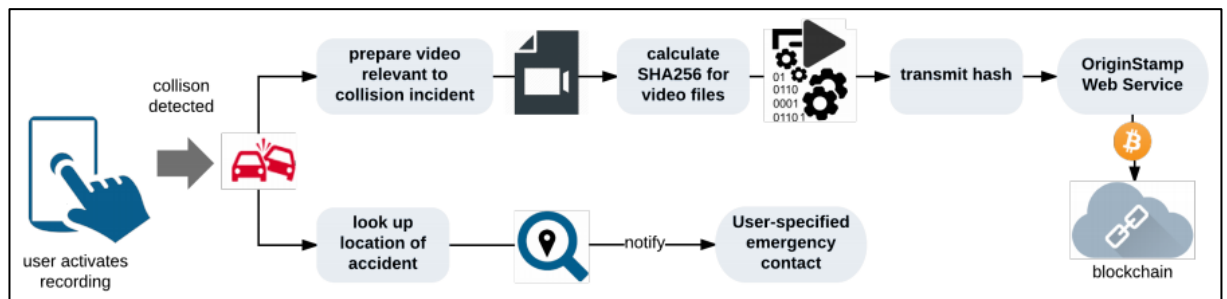 collison
detected
user activates
recording
prepare video
relevant to
collision incident
calculate
SHA256 for
video files
01
0110
0001
01101
transmit hash
OriginStamp
Web Service
blockchain
look up
location of
accident
notify
User-specified
emergency
contact